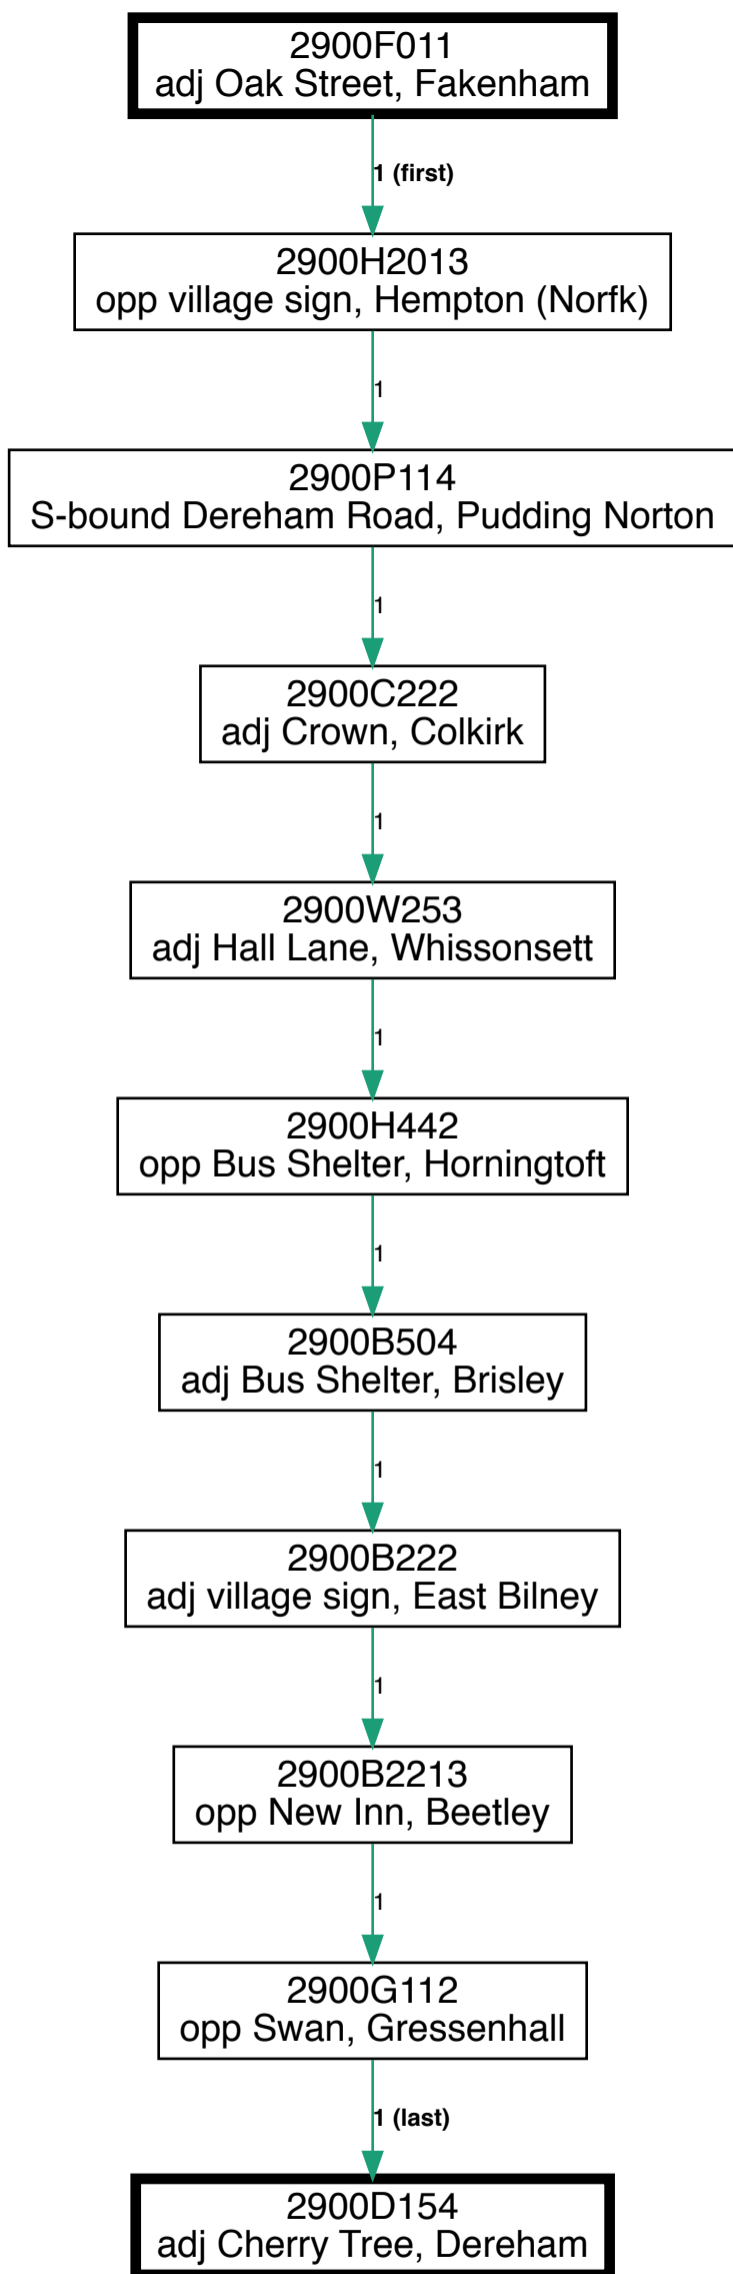 2900F011
adj Oak Street, Fakenham
1 (first)
2900H2013
opp village sign, Hempton (Norfk)
1
2900P114
S-bound Dereham Road, Pudding Norton
1
2900C222
adj Crown, Colkirk
1
2900W253
adj Hall Lane, Whissonsett
1
2900H442
opp Bus Shelter, Horningtoft
1
2900B504
adj Bus Shelter, Brisley
1
2900B222
adj village sign, East Bilney
1
2900B2213
opp New Inn, Beetley
1
2900G112
opp Swan, Gressenhall
1 (last)
2900D154
adj Cherry Tree, Dereham